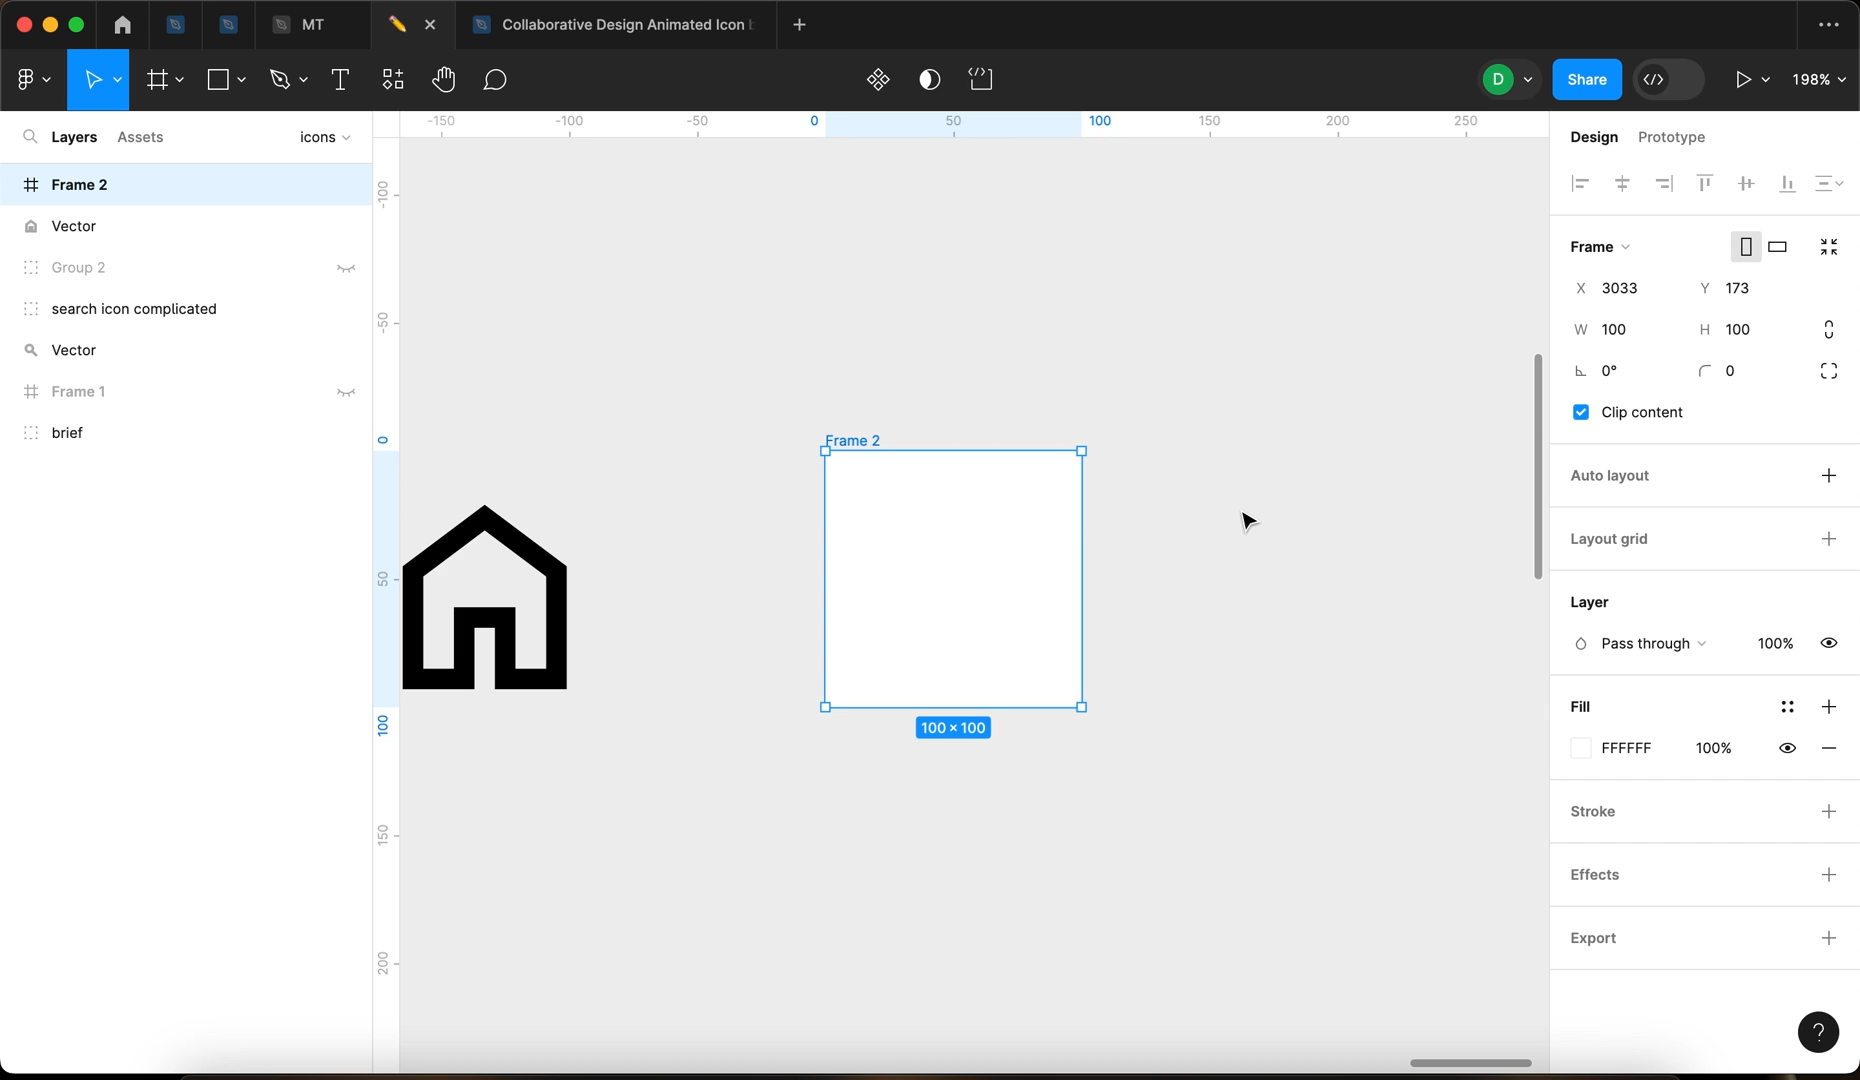 MT
Collaborative Design Animated Icon
D
Share
198%
Layers
Assets
icons
Frame 2
Vector
Group 2
search icon complicated
Vector
Frame 1
brief
-150
-100
-50
0
50
100
150
200
250
-100
-50
0
50
100
150
200
Frame 2
100 × 100
Design
Prototype
Frame
X 3033
Y 173
W 100
H 100
0°
0
Clip content
Auto layout
Layout grid
Layer
Pass through
100%
Fill
FFFFFF
100%
Stroke
Effects
Export
?